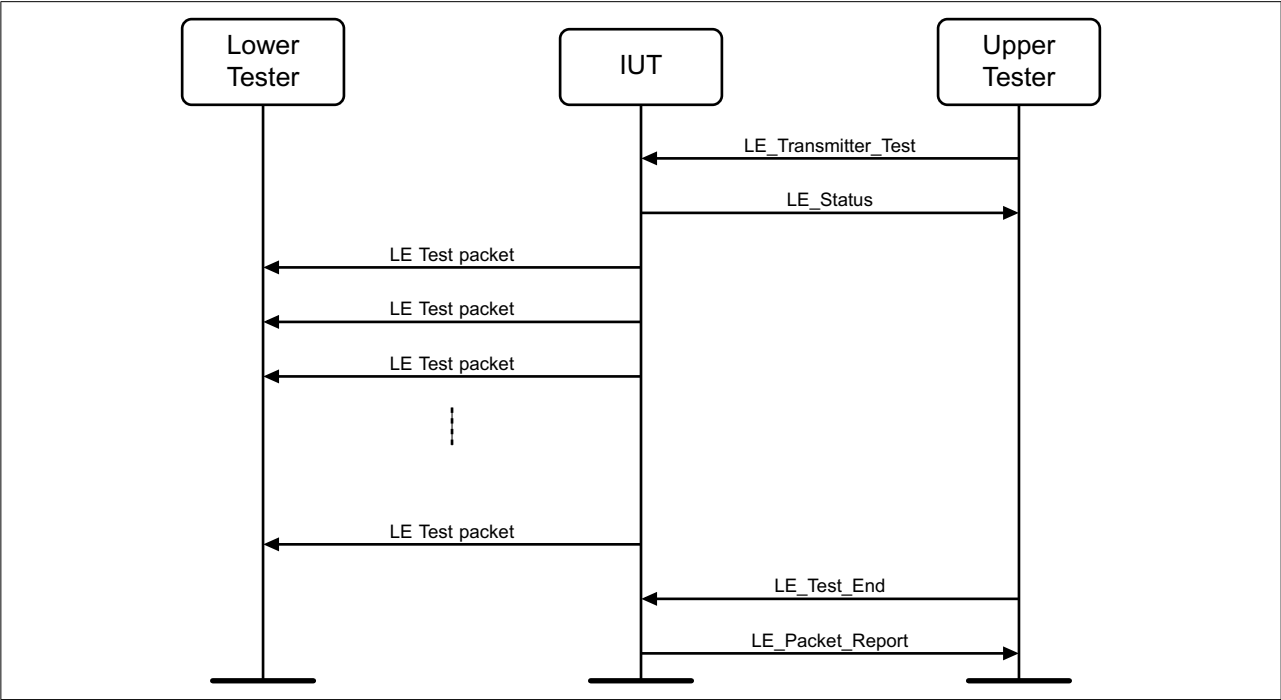 Lower
Tester
IUT
Upper
Tester
LE_Transmitter_Test
LE_Status
LE Test packet
LE Test packet
LE Test packet
LE Test packet
LE_Test_End
LE_Packet_Report